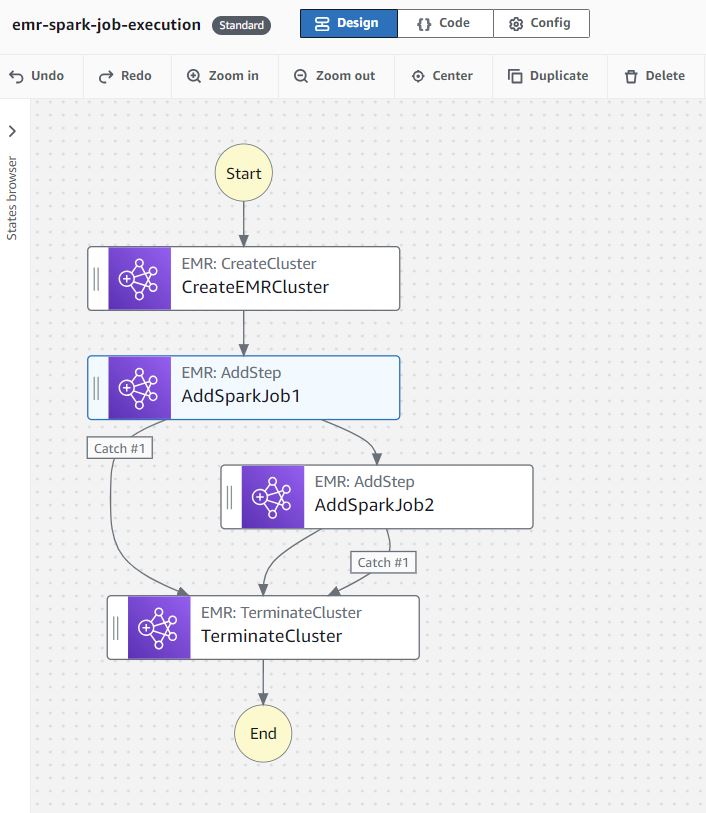 emr-spark-job-execution Standard Design {} Code Config
Undo Redo Zoom in Zoom out Center Duplicate Delete
States browser
Start
EMR: CreateCluster
CreateEMRCluster
EMR: AddStep
AddSparkJob1
Catch #1
EMR: AddStep
AddSparkJob2
Catch #1
EMR: TerminateCluster
TerminateCluster
End